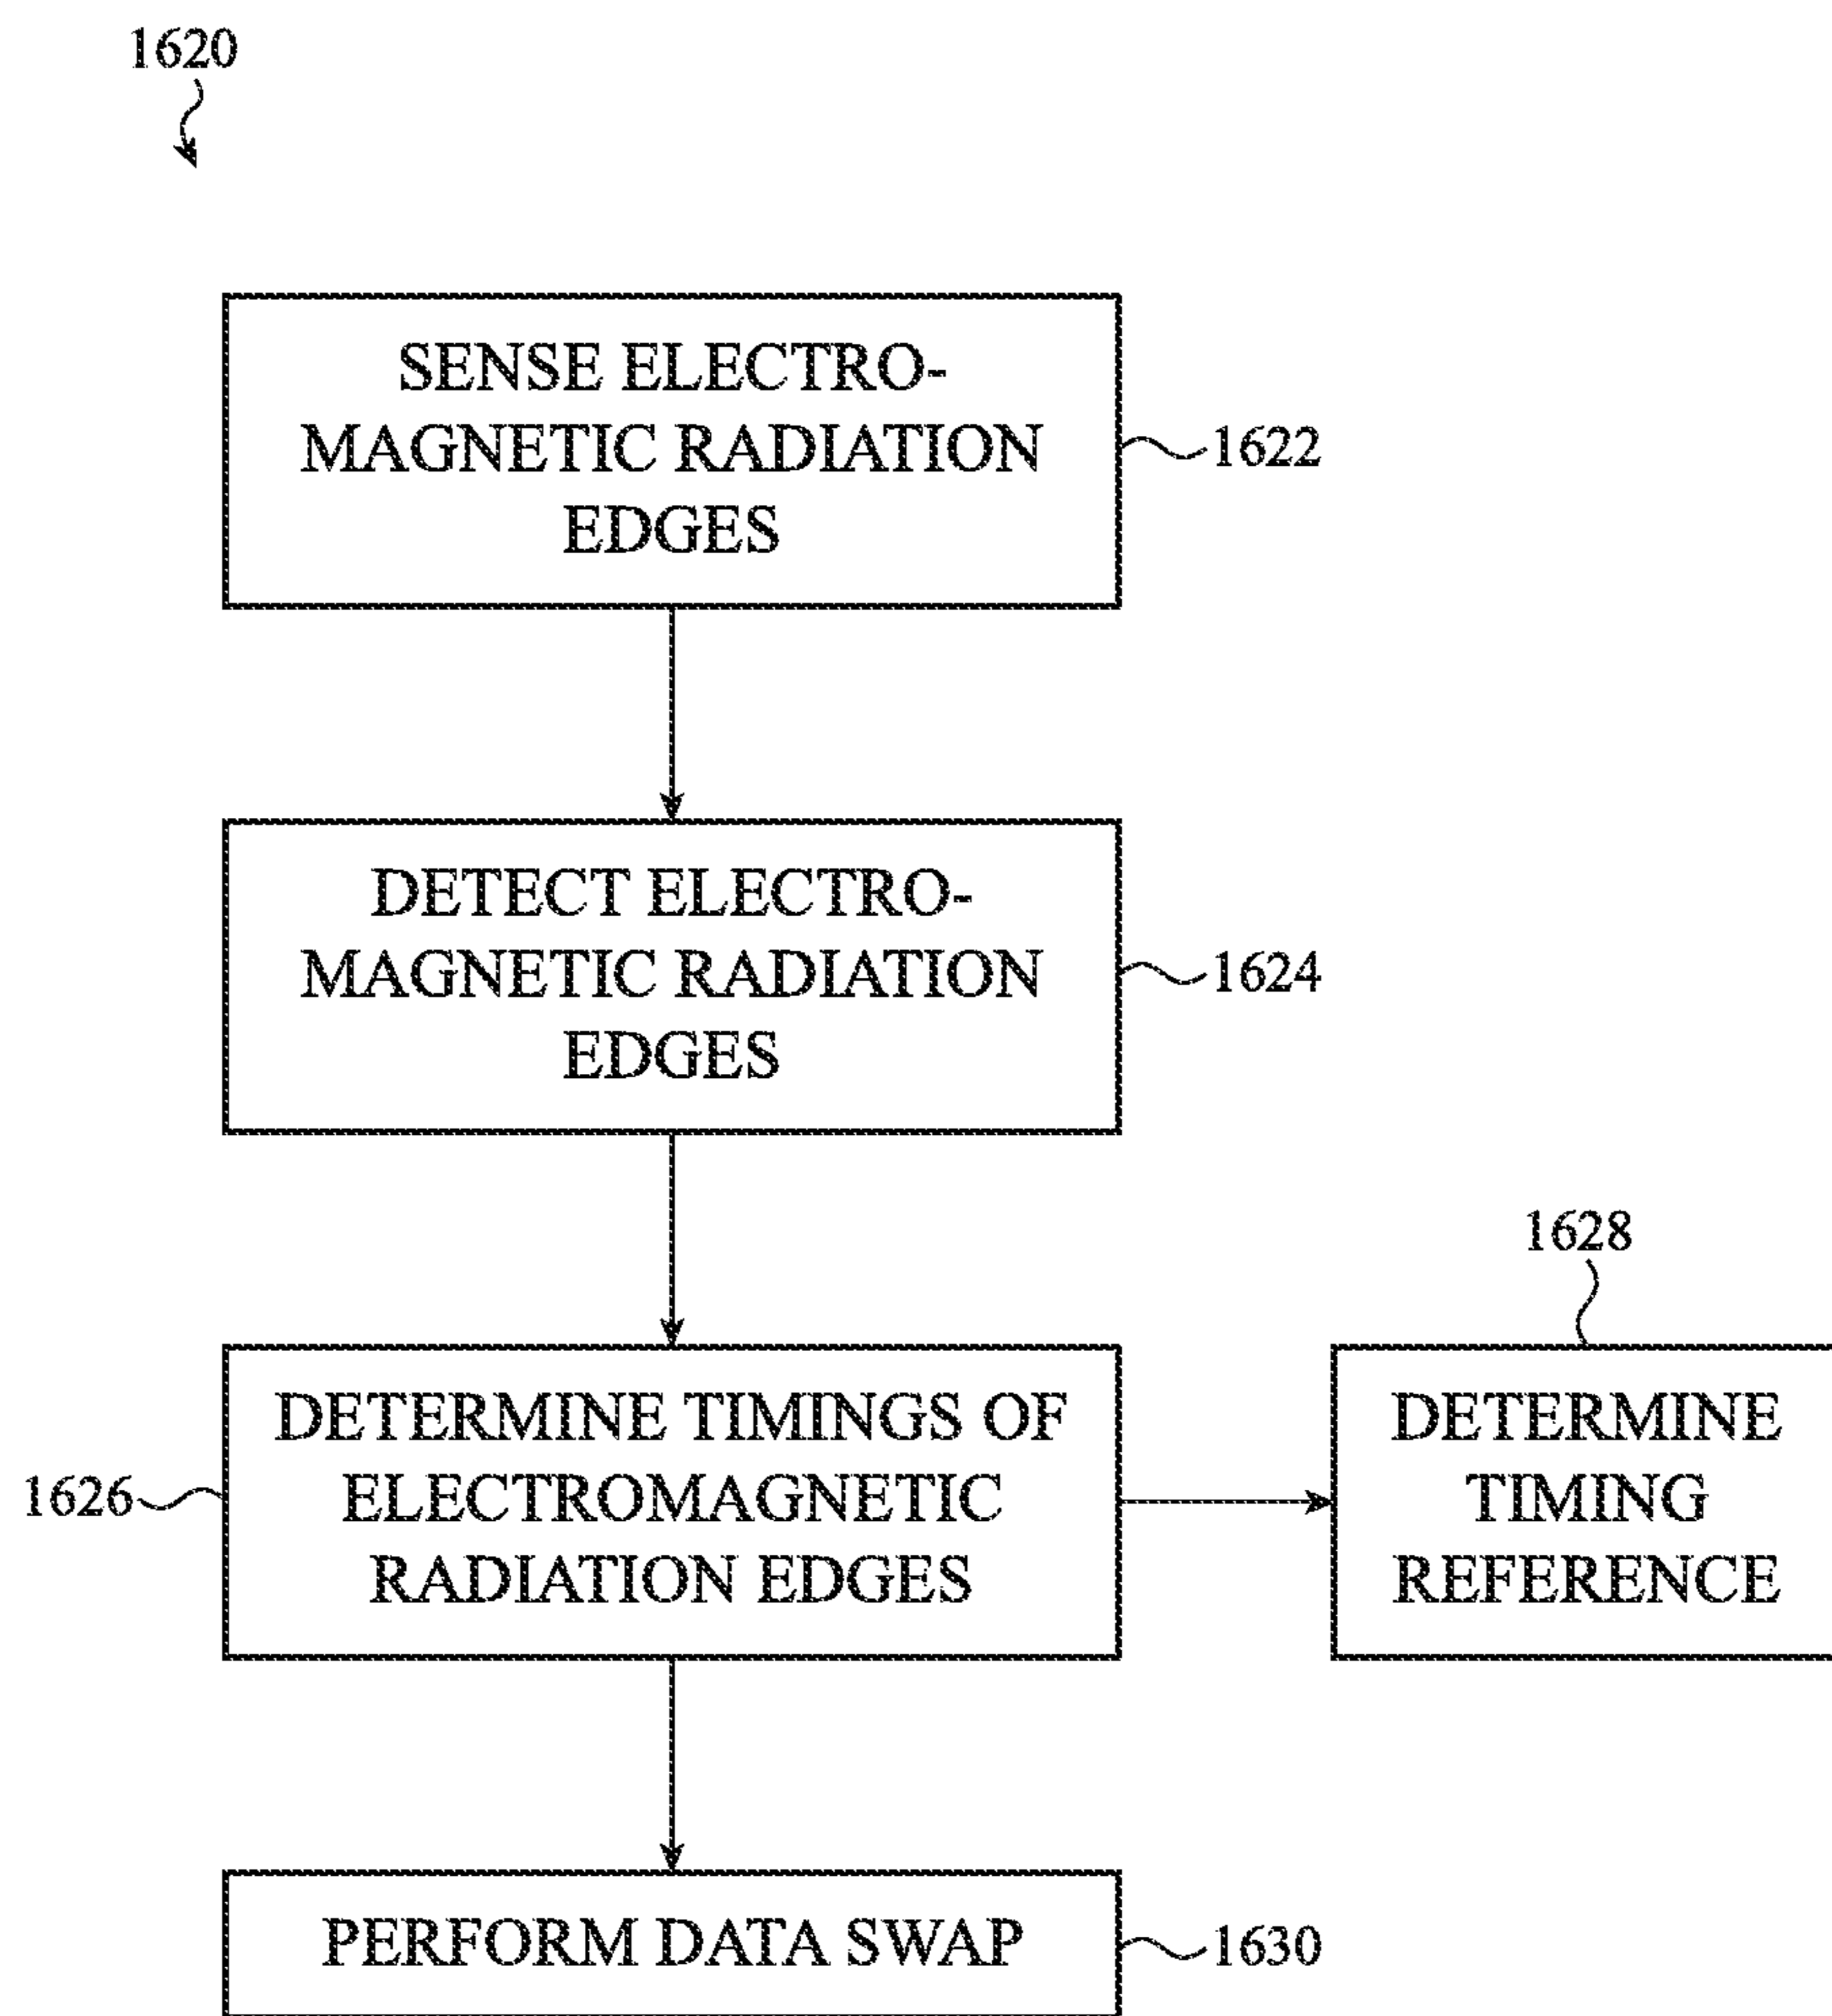 1620
SENSE ELECTRO-
MAGNETIC RADIATION
EDGES
1622
DETECT ELECTRO-
MAGNETIC RADIATION
EDGES
1624
1628
1626
DETERMINE TIMINGS OF
ELECTROMAGNETIC
RADIATION EDGES
DETERMINE
TIMING
REFERENCE
PERFORM DATA SWAP
1630